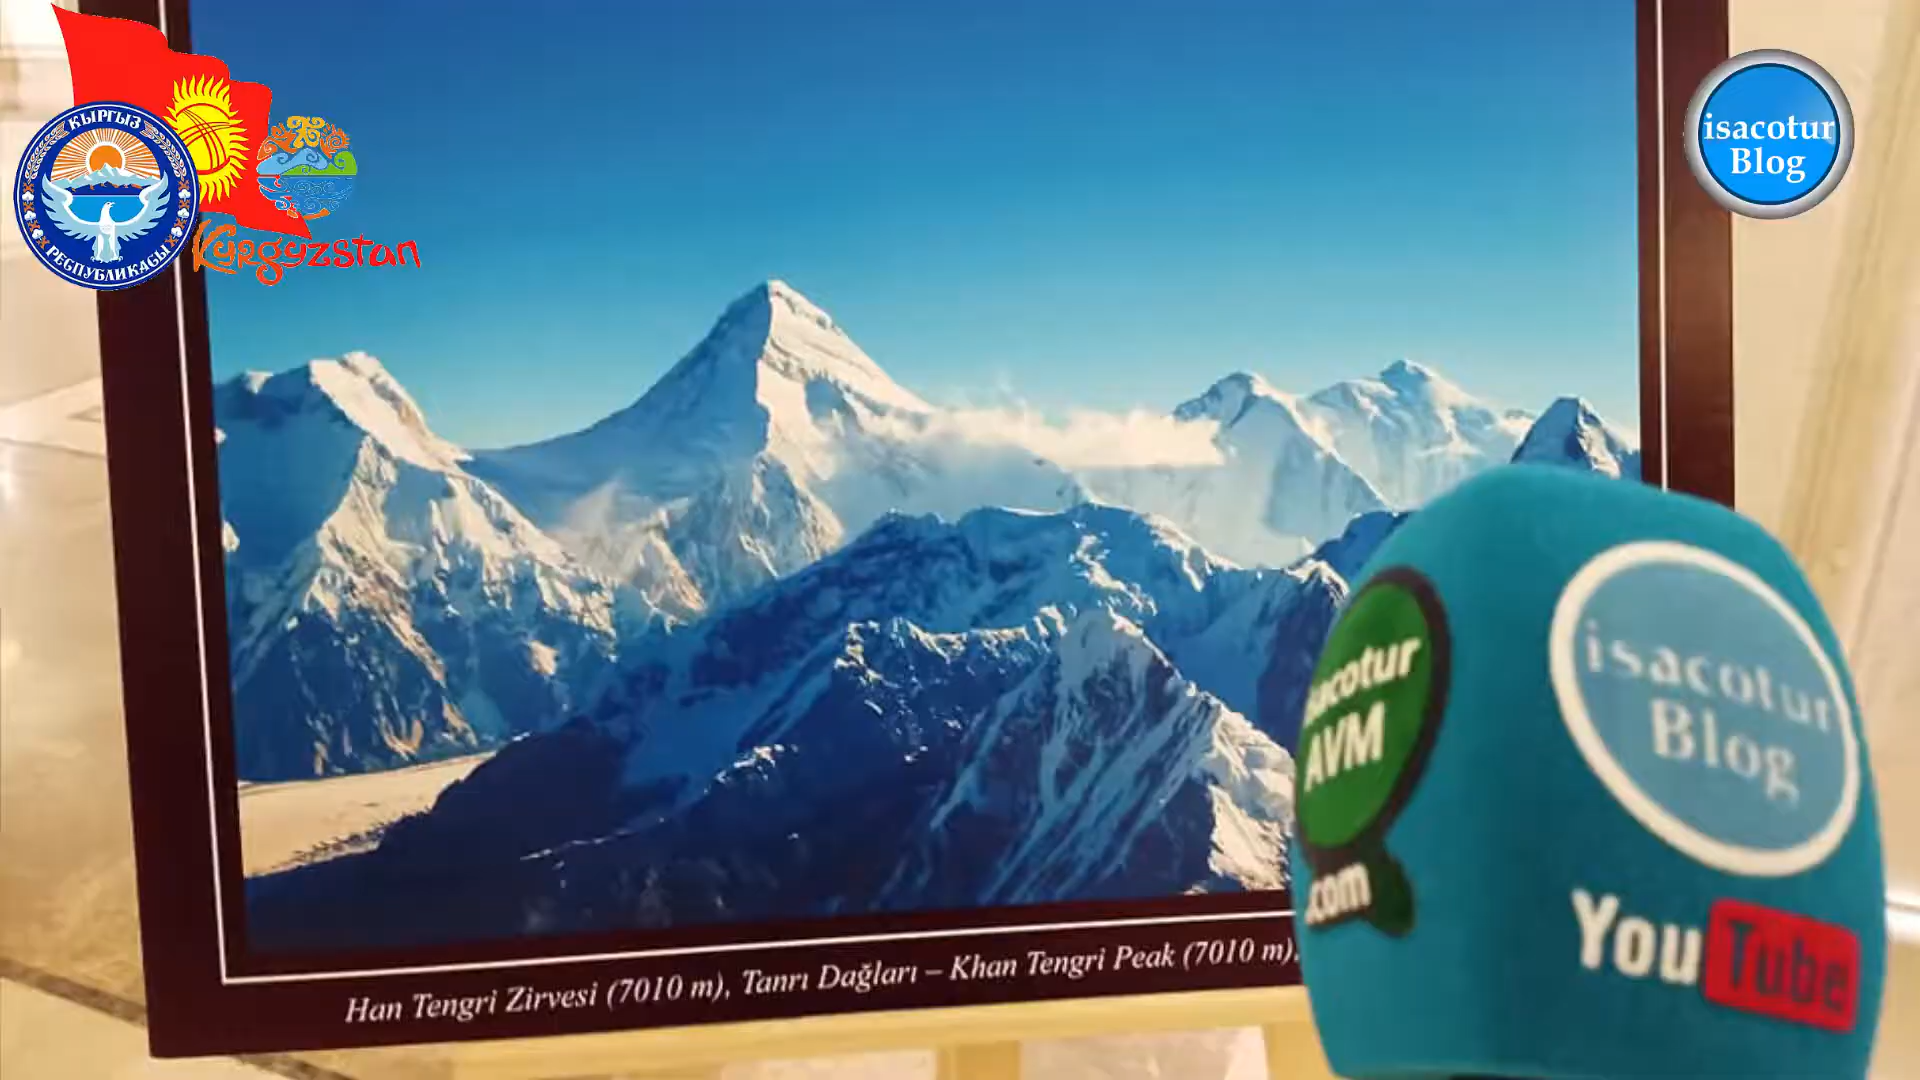 КЫРГЫЗ
РЕСПУБЛИКАСЫ
Kyrgyzstan
isacotur
Blog
isacotur
Blog
YouTube
acotur
AVM
.com
Han Tengri Zirvesi (7010 m), Tanrı Dağları – Khan Tengri Peak (7010 m),